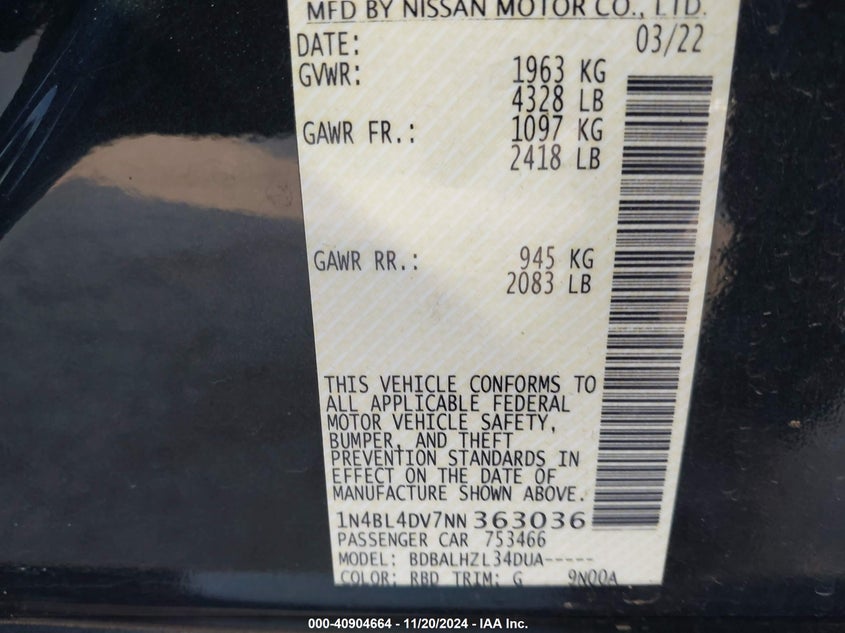 MFD BY NISSAN MOTOR CO., LTD.
DATE: 03/22
GVWR: 1963 KG
4328 LB
GAWR FR.: 1097 KG
2418 LB
GAWR RR.: 945 KG
2083 LB
THIS VEHICLE CONFORMS TO
ALL APPLICABLE FEDERAL
MOTOR VEHICLE SAFETY,
BUMPER, AND THEFT
PREVENTION STANDARDS IN
EFFECT ON THE DATE OF
MANUFACTURE SHOWN ABOVE.
1N4BL4DV7NN 363036
PASSENGER CAR 753466
MODEL: BDBALHZL34DUA-----
COLOR: RBD TRIM: G 9N00A
000-40904664 - 11/20/2024 - IAA Inc.